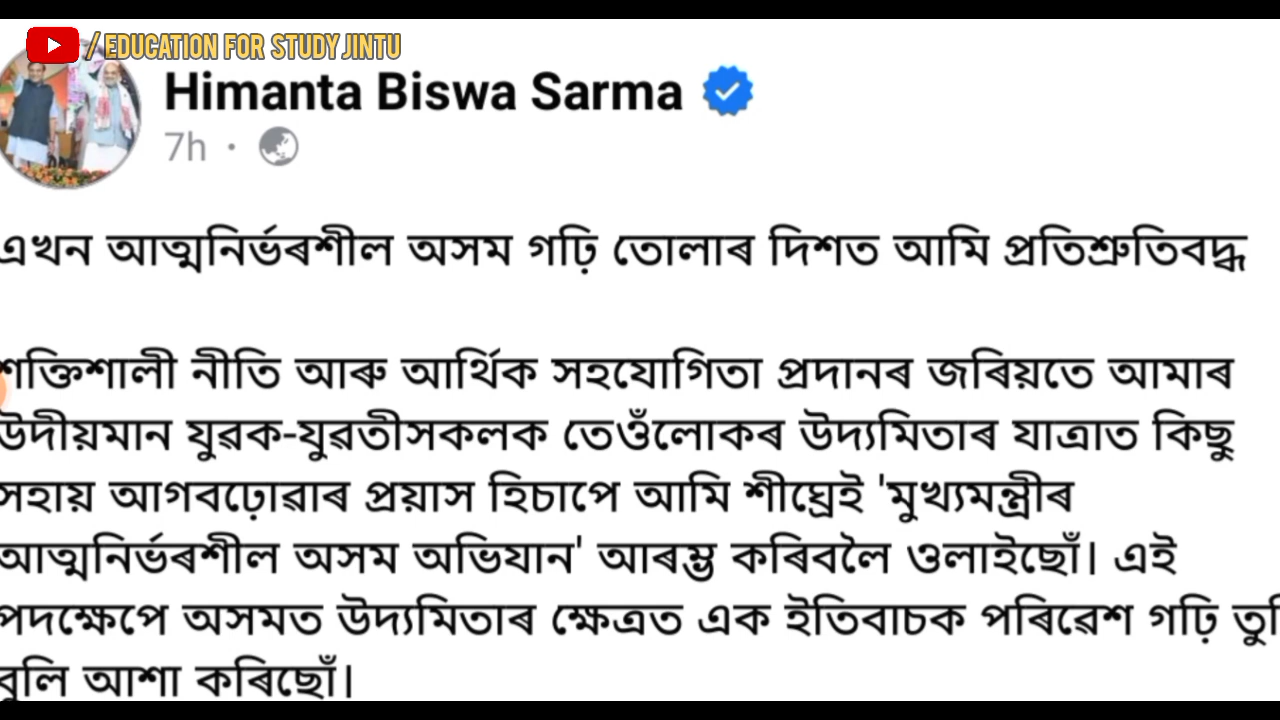 / EDUCATION FOR STUDY JINTU
Himanta Biswa Sarma
7h ·
এখন আত্মনিৰ্ভৰশীল অসম গঢ়ি তোলাৰ দিশত আমি প্ৰতিশ্ৰুতিবদ্ধ
শক্তিশালী নীতি আৰু আৰ্থিক সহযোগিতা প্ৰদানৰ জৰিয়তে আমাৰ
উদীয়মান যুৱক-যুৱতীসকলক তেওঁলোকৰ উদ্যমিতাৰ যাত্ৰাত কিছু
সহায় আগবঢ়োৱাৰ প্ৰয়াস হিচাপে আমি শীঘ্ৰেই 'মুখ্যমন্ত্ৰীৰ
আত্মনিৰ্ভৰশীল অসম অভিযান' আৰম্ভ কৰিবলৈ ওলাইছোঁ। এই
পদক্ষেপে অসমত উদ্যমিতাৰ ক্ষেত্ৰত এক ইতিবাচক পৰিৱেশ গঢ়ি
বুলি আশা কৰিছোঁ।